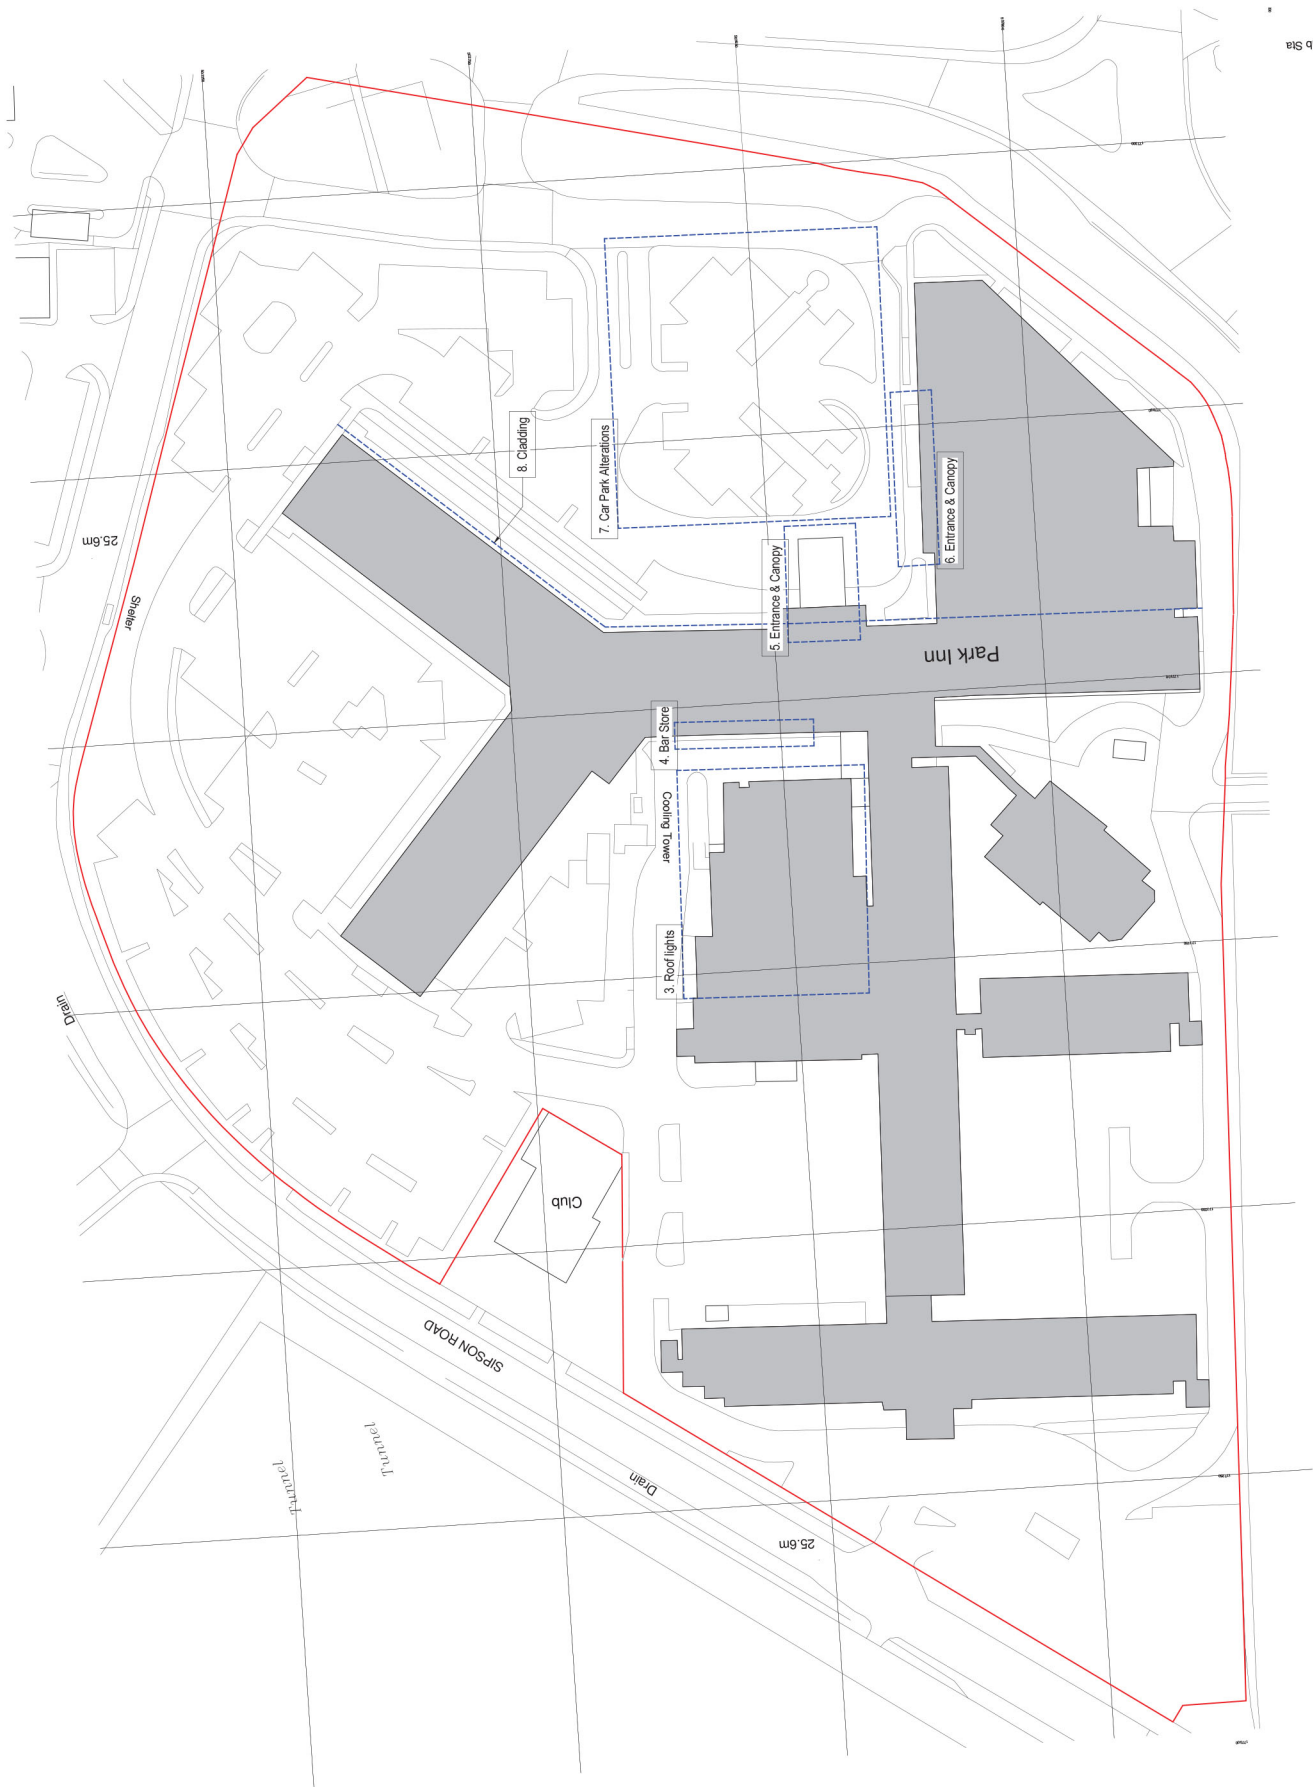 b Sta
25.6m
Shelter
8. Cladding
7. Car Park Alterations
5. Entrance & Canopy
6. Entrance & Canopy
Park Inn
4. Bar Store
Cooling Tower
3. Roof lights
Drain
Club
SIPSON ROAD
Tunnel
Tunnel
Drain
25.6m